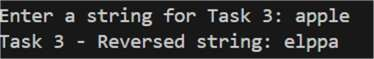 Enter a string for Task 3: apple
Task 3 - Reversed string: elppa